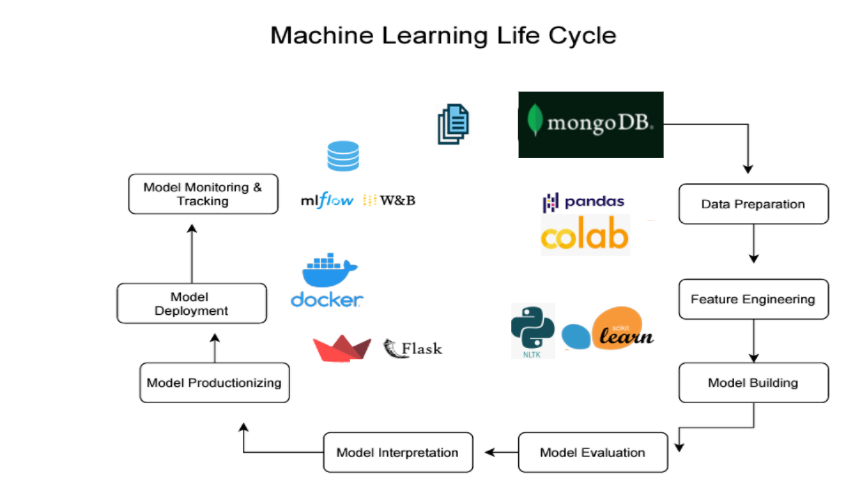 Machine Learning Life Cycle
mongoDB.
Model Monitoring &
Tracking
mlflow
W&B
pandas
colab
Data Preparation
docker
Model
Deployment
Feature Engineering
NLTK
scikit
learn
Flask
Model Productionizing
Model Building
Model Interpretation
Model Evaluation